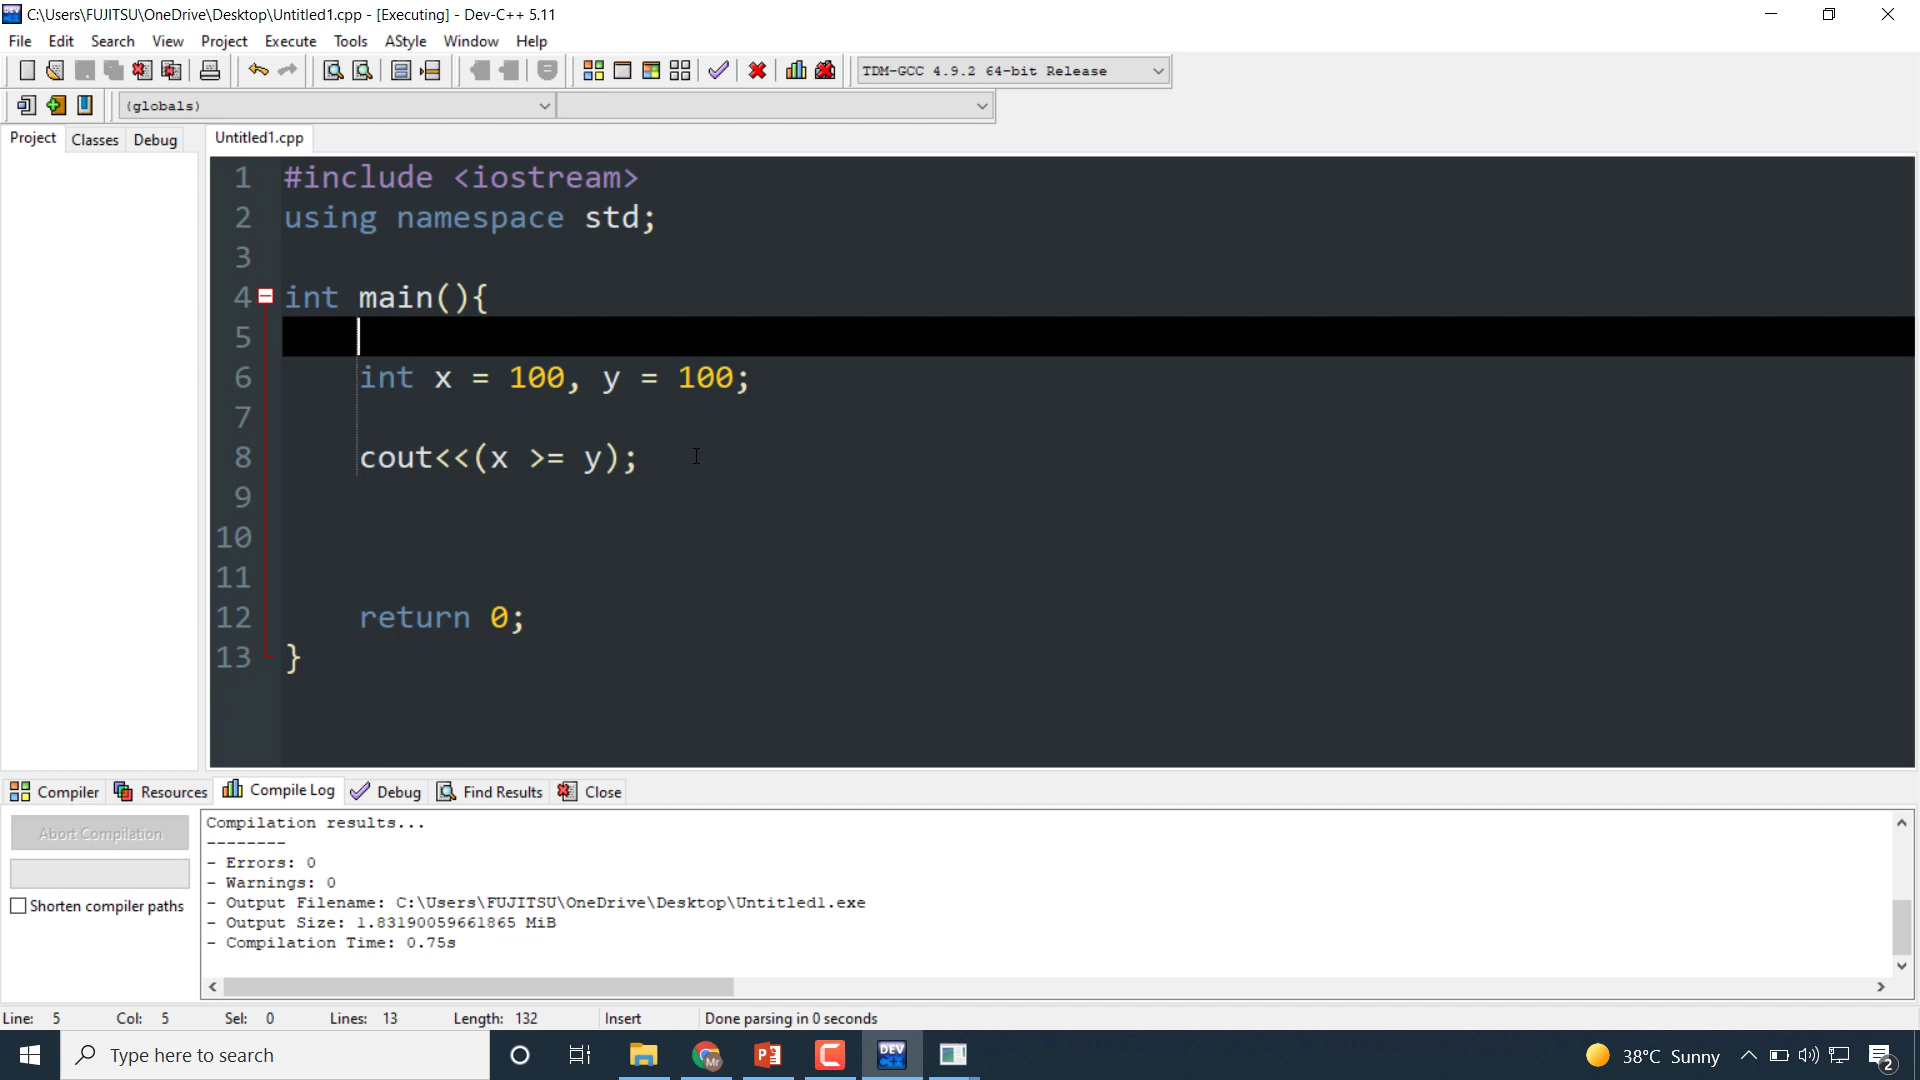 C:\Users\FUJITSU\OneDrive\Desktop\Untitled1.cpp - [Executing] - Dev-C++ 5.11
File Edit Search View Project Execute Tools AStyle Window Help
TDM-GCC 4.9.2 64-bit Release
(globals)
Project Classes Debug Untitled1.cpp
1 #include <iostream>
2 using namespace std;
3
4 int main(){
5
6 int x = 100, y = 100;
7
8 cout<<(x >= y);
9
10
11
12 return 0;
13 }
Compiler Resources Compile Log Debug Find Results Close
Abort Compilation
Shorten compiler paths
Compilation results...
--------
- Errors: 0
- Warnings: 0
- Output Filename: C:\Users\FUJITSU\OneDrive\Desktop\Untitled1.exe
- Output Size: 1.83190059661865 MiB
- Compilation Time: 0.75s
Line: 5 Col: 5 Sel: 0 Lines: 13 Length: 132 Insert Done parsing in 0 seconds
Type here to search
Mr
DEV
38°C Sunny
2